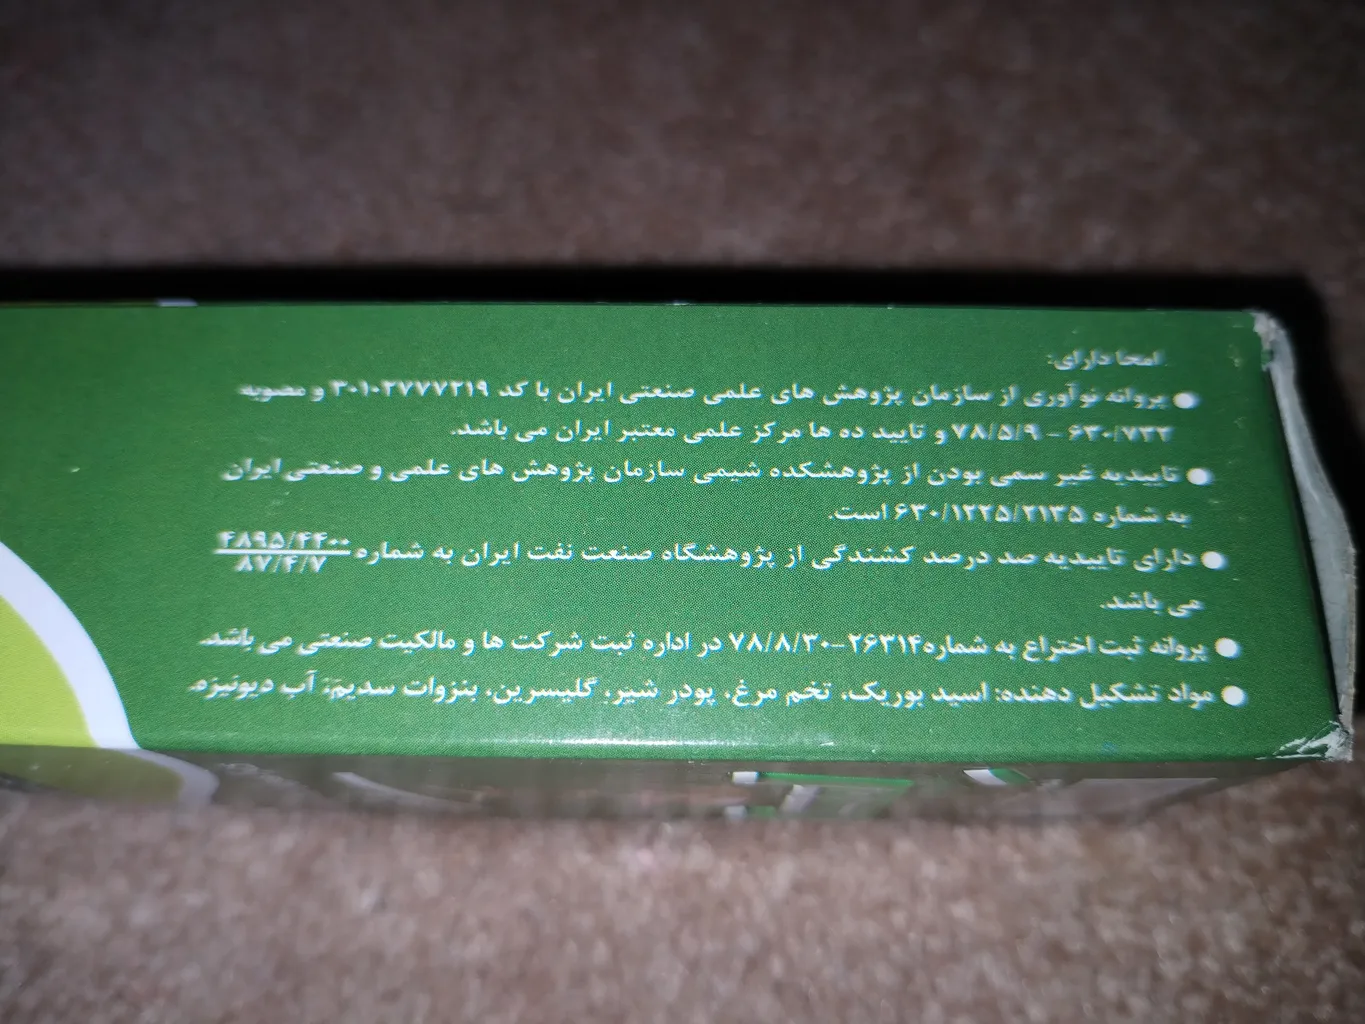 امحا دارای:
● پروانه نوآوری از سازمان پژوهش های علمی صنعتی ایران با کد ۳۰۱۰۲۷۷۷۲۱۹ و مصوبه
۶۳۰/۷۳۲ - ۷۸/۵/۹ و تایید ده ها مرکز علمی معتبر ایران می باشد.
● تاییدیه غیر سمی بودن از پژوهشکده شیمی سازمان پژوهش های علمی و صنعتی ایران
به شماره ۶۳۰/۱۲۲۵/۲۱۳۵ است.
● دارای تاییدیه صد درصد کشندگی از پژوهشگاه صنعت نفت ایران به شماره ۴۸۹۵/۴۴۰۰
۸۷/۴/۷
می باشد.
● پروانه ثبت اختراع به شماره۲۶۳۱۴-۷۸/۸/۳۰ در اداره ثبت شرکت ها و مالکیت صنعتی می باشد.
● مواد تشکیل دهنده: اسید بوریک، تخم مرغ، پودر شیر، گلیسرین، بنزوات سدیم، آب دیونیزه.